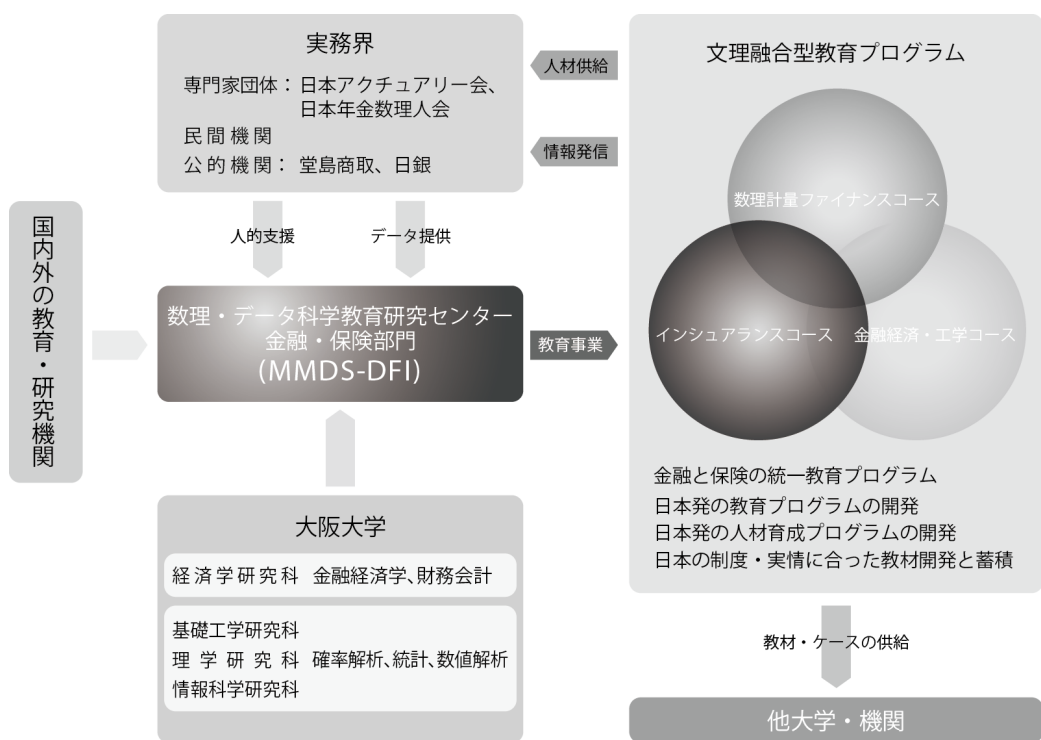 実務界
専門家団体：日本アクチュアリー会、
日本年金数理人会
民間機関
公的機関：堂島商取、日銀
人材供給
情報発信
人的支援
データ提供
国内外の教育・研究機関
数理・データ科学教育研究センター
金融・保険部門
(MMDS-DFI)
教育事業
大阪大学
経済学研究科 金融経済学、財務会計
基礎工学研究科
理学研究科 確率解析、統計、数値解析
情報科学研究科
文理融合型教育プログラム
数理計量ファイナンスコース
インシュアランスコース
金融経済・工学コース
金融と保険の統一教育プログラム
日本発の教育プログラムの開発
日本発の人材育成プログラムの開発
日本の制度・実情に合った教材開発と蓄積
教材・ケースの供給
他大学・機関